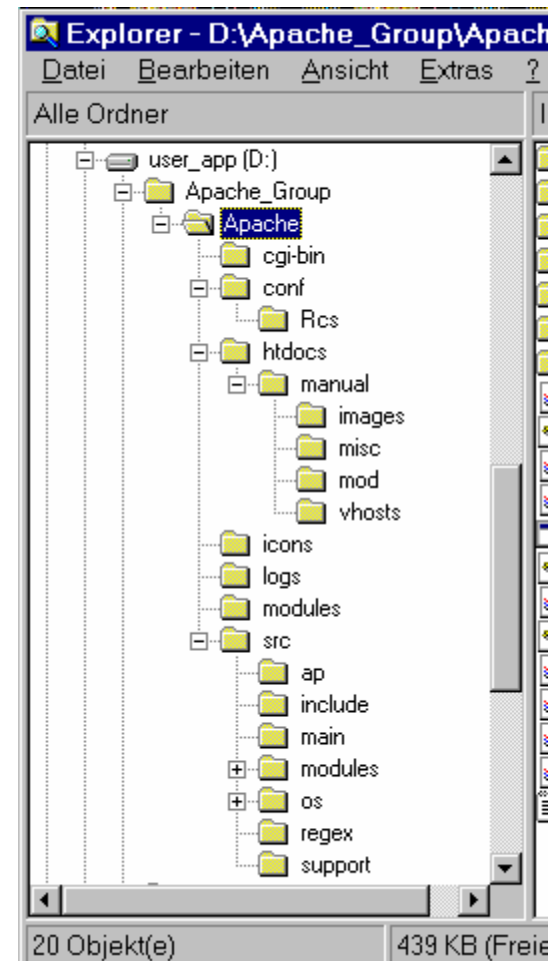 Explorer - D:\Apache_Group\Apach
Datei Bearbeiten Ansicht Extras ?
Alle Ordner
user_app (D:)
Apache_Group
Apache
cgi-bin
conf
Rcs
htdocs
manual
images
misc
mod
vhosts
icons
logs
modules
src
ap
include
main
modules
os
regex
support
20 Objekt(e) 439 KB (Freie